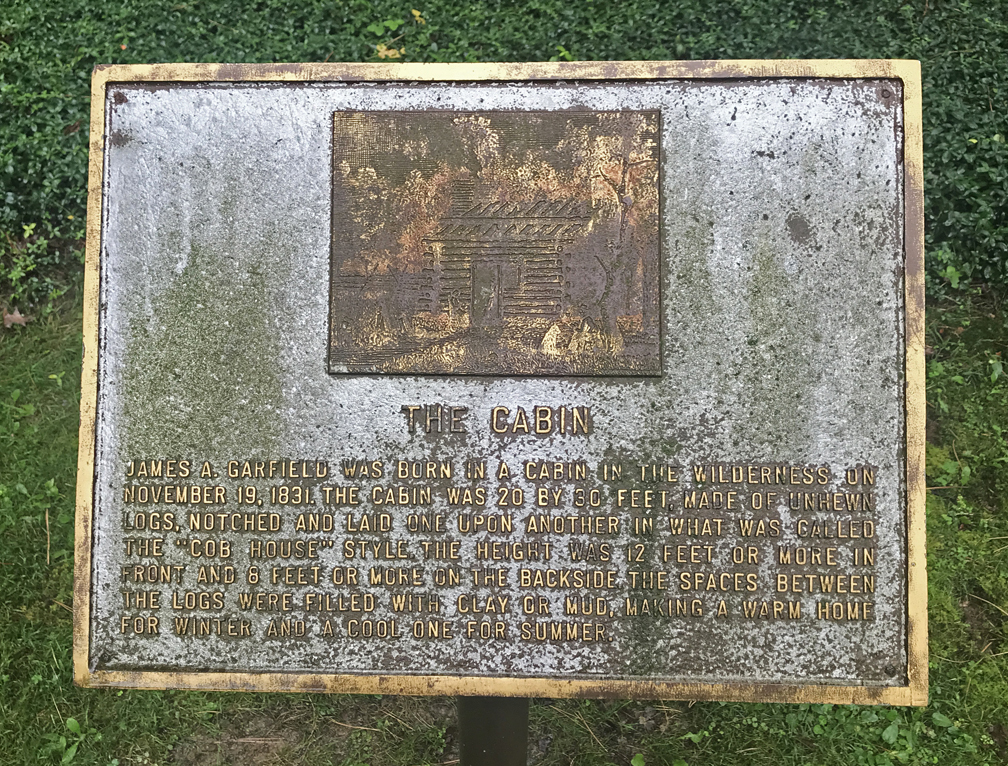 THE CABIN
JAMES A. GARFIELD WAS BORN IN A CABIN IN THE WILDERNESS ON
NOVEMBER 19, 1831. THE CABIN WAS 20 BY 30 FEET, MADE OF UNHEWN
LOGS, NOTCHED AND LAID ONE UPON ANOTHER IN WHAT WAS CALLED
THE "COB HOUSE" STYLE. THE HEIGHT WAS 12 FEET OR MORE IN
FRONT AND 8 FEET OR MORE ON THE BACKSIDE. THE SPACES BETWEEN
THE LOGS WERE FILLED WITH CLAY OR MUD, MAKING A WARM HOME
FOR WINTER AND A COOL ONE FOR SUMMER.